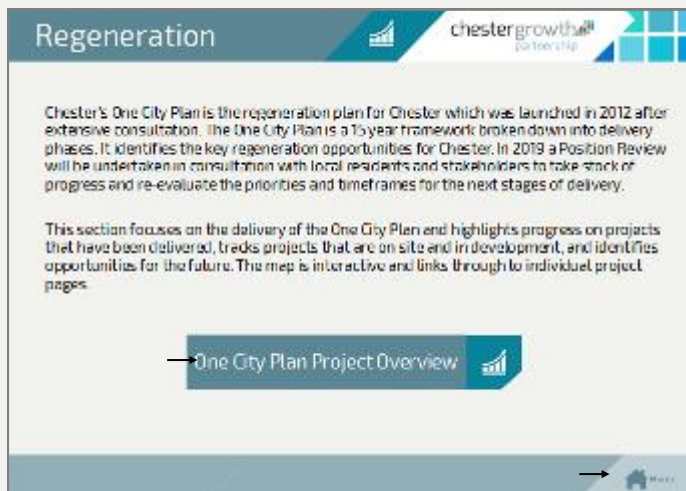 Regeneration
chestergrowth
partnership
Chester's One City Plan is the regeneration plan for Chester which was launched in 2012 after
extensive consultation. The One City Plan is a 15 year framework broken down into delivery
phases. It identifies the key regeneration opportunities for Chester. In 2019 a Position Review
will be undertaken in consultation with local residents and stakeholders to take stock of
progress and re-evaluate the priorities and timeframes for the next stages of delivery.
This section focuses on the delivery of the One City Plan and highlights progress on projects
that have been delivered, tracks projects that are on site and in development, and identifies
opportunities for the future. The map is interactive and links through to individual project
pages.
One City Plan Project Overview